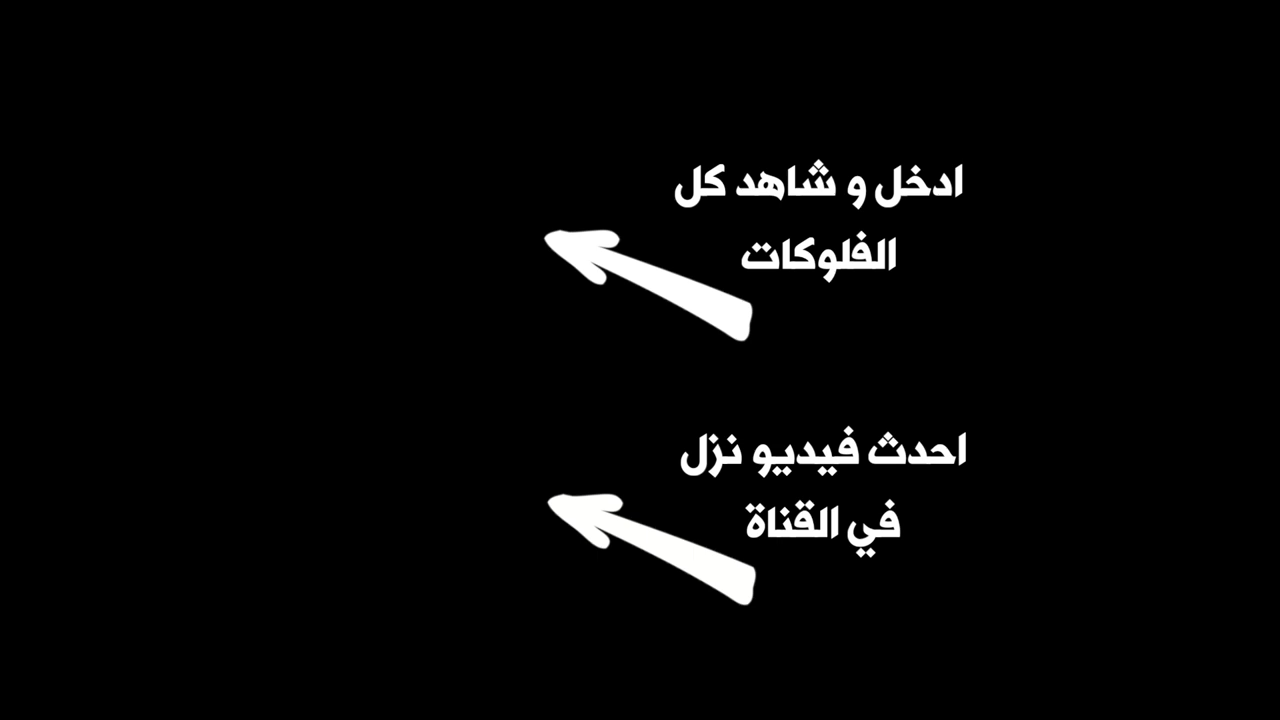 ادخل و شاهد كل
الفلوكات
احدث فيديو نزل
في القناة